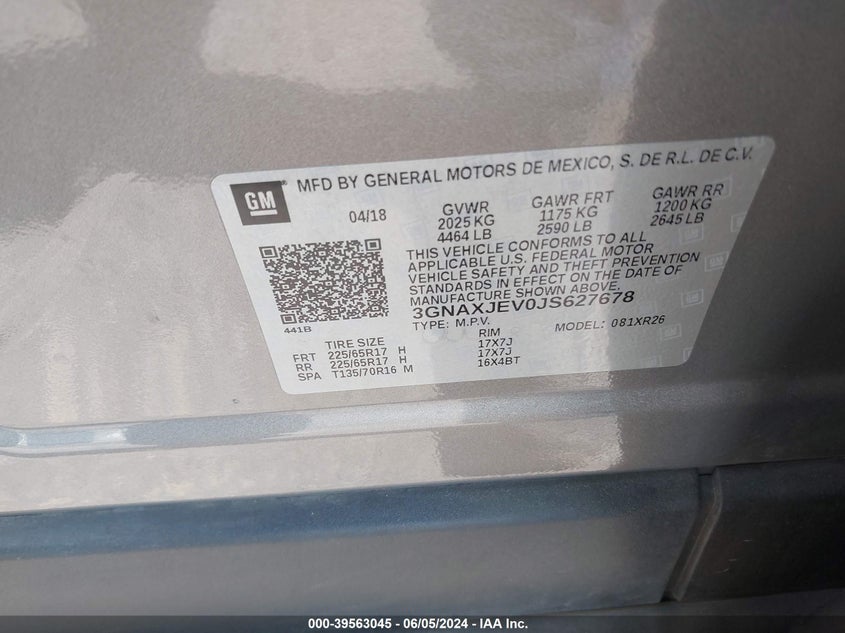 GM
MFD BY GENERAL MOTORS DE MEXICO, S. DE R.L. DE C.V.
04/18
GVWR GAWR FRT GAWR RR
2025 KG 1175 KG 1200 KG
4464 LB 2590 LB 2645 LB
THIS VEHICLE CONFORMS TO ALL
APPLICABLE U.S. FEDERAL MOTOR
VEHICLE SAFETY AND THEFT PREVENTION
STANDARDS IN EFFECT ON THE DATE OF
MANUFACTURE SHOWN ABOVE.
3GNAXJEV0JS627678
TYPE: M.P.V. MODEL: 081XR26
441B
TIRE SIZE RIM
FRT 225/65R17 H 17X7J
RR 225/65R17 H 17X7J
SPA T135/70R16 M 16X4BT
000-39563045 - 06/05/2024 - IAA Inc.